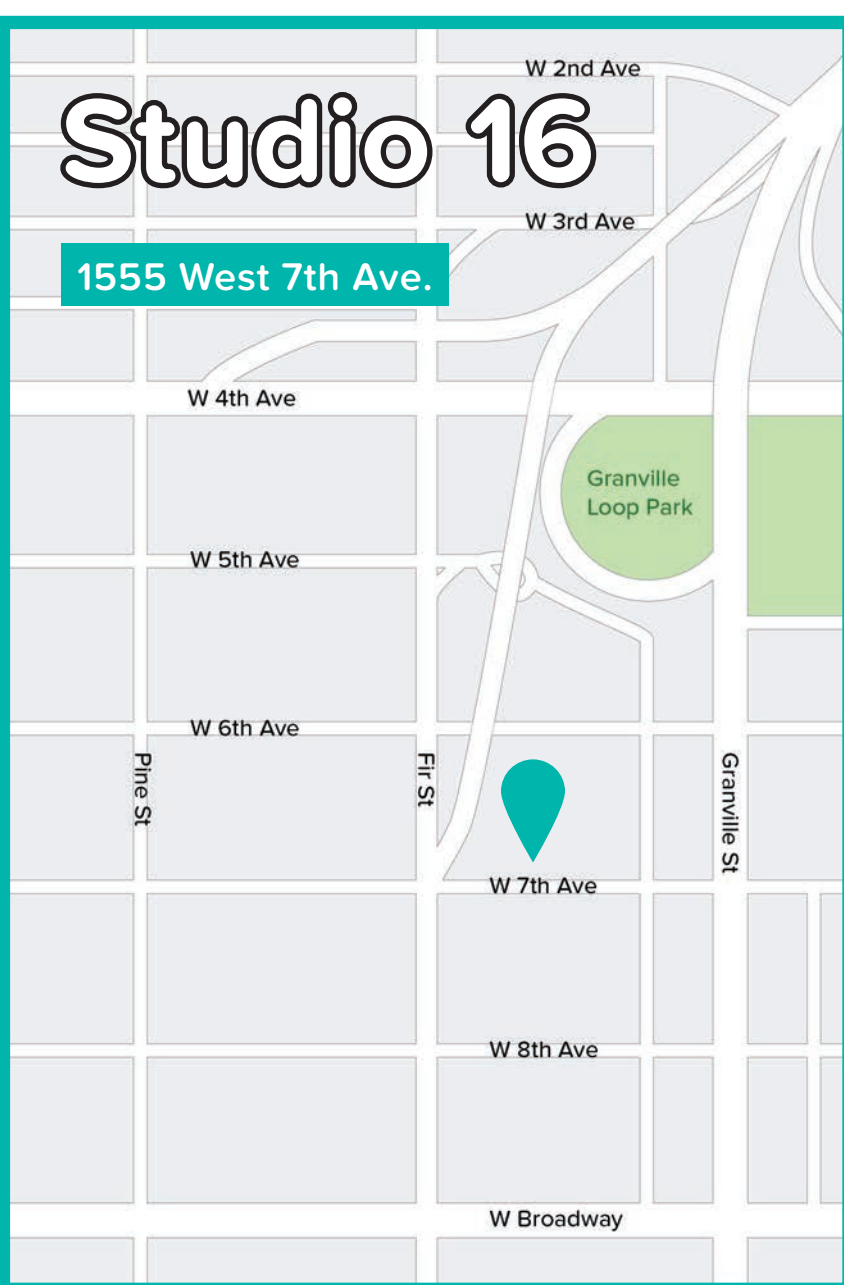 W 2nd Ave
Studio 16
W 3rd Ave
1555 West 7th Ave.
W 4th Ave
Granville
Loop Park
W 5th Ave
W 6th Ave
Pine St
Fir St
Granville St
W 7th Ave
W 8th Ave
W Broadway